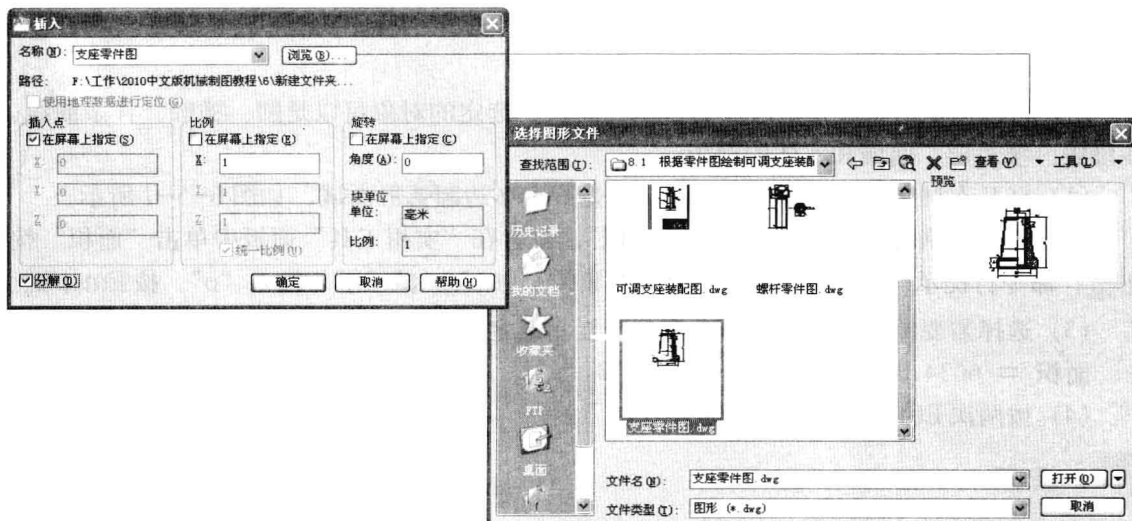 插入
名称(N): 支座零件图 浏览(B)...
路径: F:\工作\2010中文版机械制图教程\6\新建文件夹...
使用地理数据进行定位(G)
插入点 比例 旋转
在屏幕上指定(S) 在屏幕上指定(E) 在屏幕上指定(C)
X: 0 X: 1 角度(A): 0
Y: 0 Y: 1 块单位
单位: 毫米
Z: 0 Z: 1
统一比例(U) 比例: 1
分解(D) 确定 取消 帮助(H)
选择图形文件
查找范围(I): 8.1 根据零件图绘制可调支座装配 查看(V) 工具(L)
预览
历史记录
我的文档
收藏夹
FTP
桌面
可调支座装配图.dwg 螺杆零件图.dwg
支座零件图.dwg
文件名(N): 支座零件图.dwg 打开(O)
文件类型(T): 图形 (*.dwg) 取消